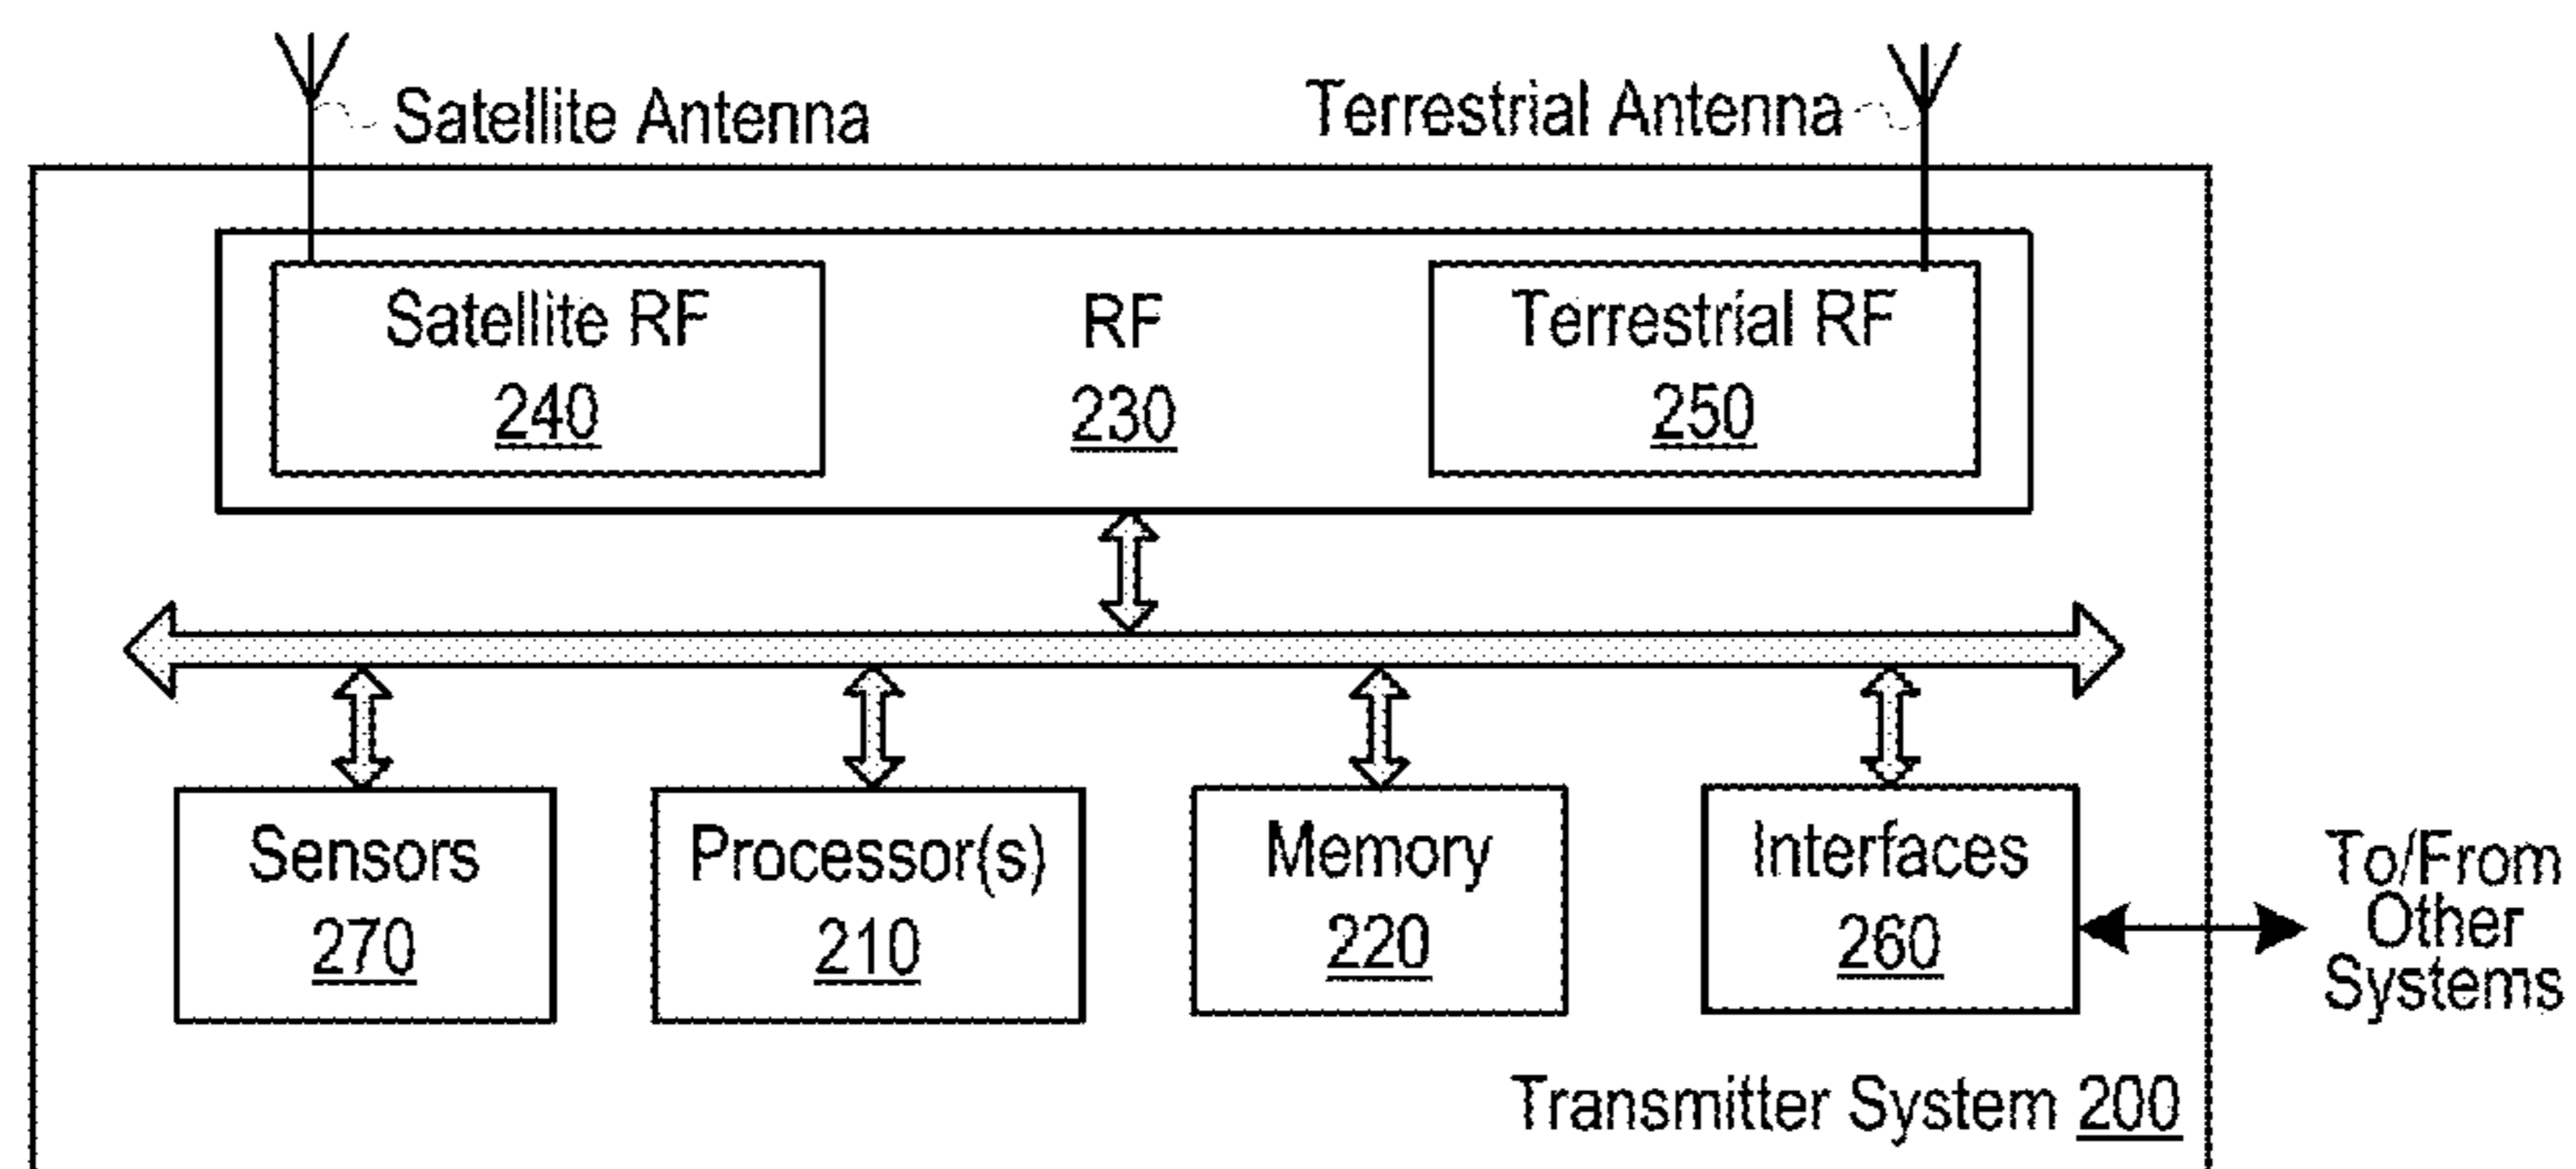 Satellite Antenna
Terrestrial Antenna
Satellite RF
240
RF
230
Terrestrial RF
250
Sensors
270
Processor(s)
210
Memory
220
Interfaces
260
To/From
Other
Systems
Transmitter System 200